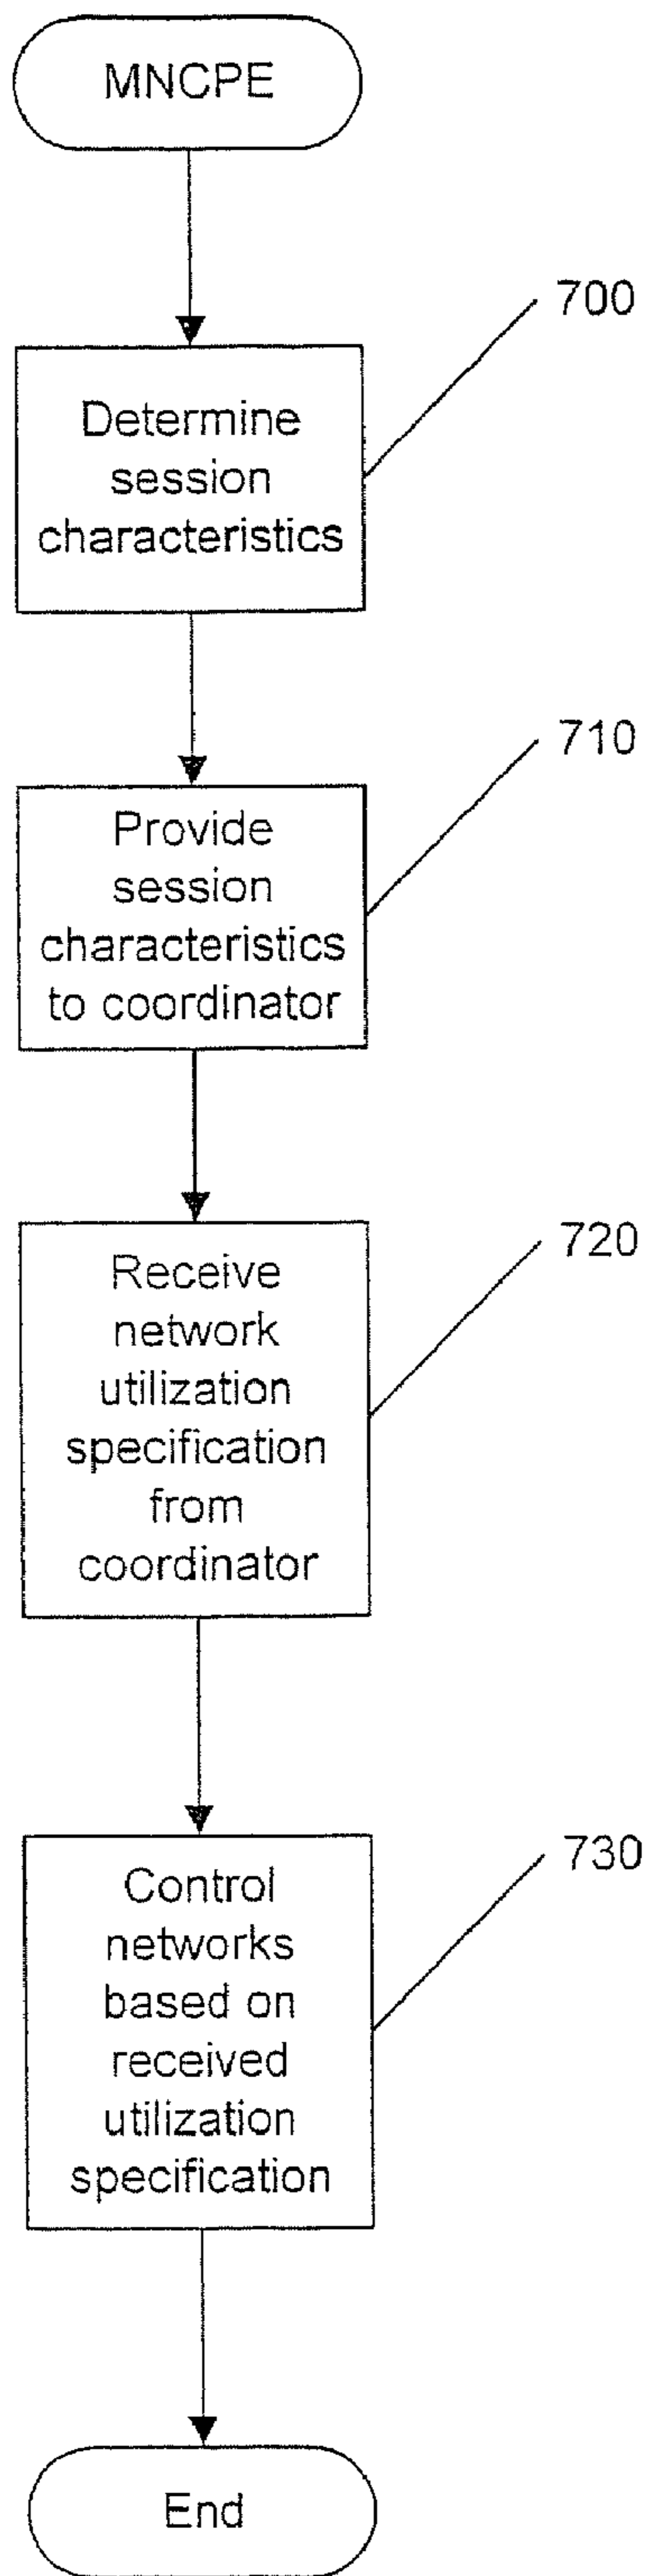 MNCPE
700
Determine
session
characteristics
710
Provide
session
characteristics
to coordinator
720
Receive
network
utilization
specification
from
coordinator
730
Control
networks
based on
received
utilization
specification
End